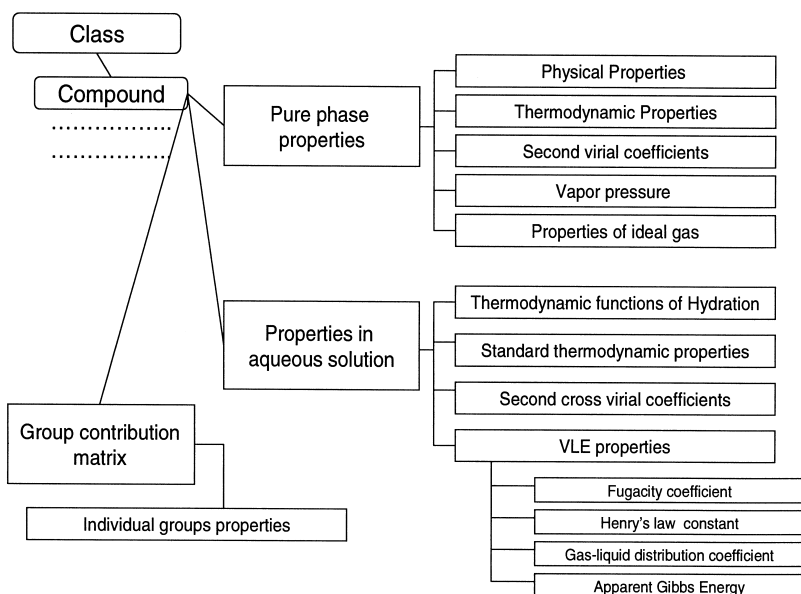 Class
Compound
Pure phase
properties
Physical Properties
Thermodynamic Properties
Second virial coefficients
Vapor pressure
Properties of ideal gas
Properties in
aqueous solution
Thermodynamic functions of Hydration
Standard thermodynamic properties
Second cross virial coefficients
VLE properties
Fugacity coefficient
Henry's law constant
Gas-liquid distribution coefficient
Apparent Gibbs Energy
Group contribution
matrix
Individual groups properties